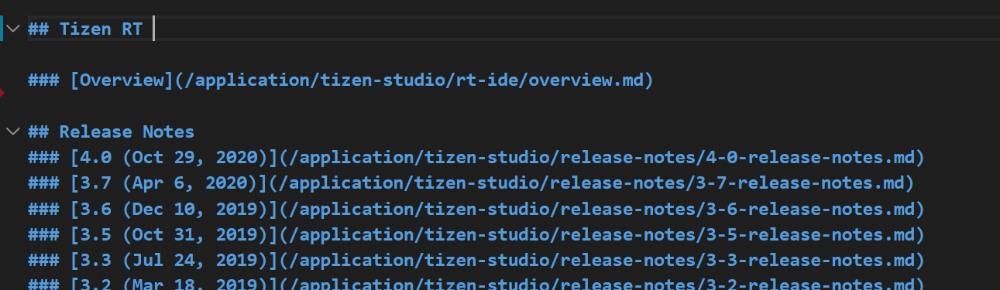 ## Tizen RT
### [Overview](/application/tizen-studio/rt-ide/overview.md)
## Release Notes
### [4.0 (Oct 29, 2020)](/application/tizen-studio/release-notes/4-0-release-notes.md)
### [3.7 (Apr 6, 2020)](/application/tizen-studio/release-notes/3-7-release-notes.md)
### [3.6 (Dec 10, 2019)](/application/tizen-studio/release-notes/3-6-release-notes.md)
### [3.5 (Oct 31, 2019)](/application/tizen-studio/release-notes/3-5-release-notes.md)
### [3.3 (Jul 24, 2019)](/application/tizen-studio/release-notes/3-3-release-notes.md)
### [3.2 (Mar 18, 2019)](/application/tizen-studio/release-notes/3-2-release-notes.md)